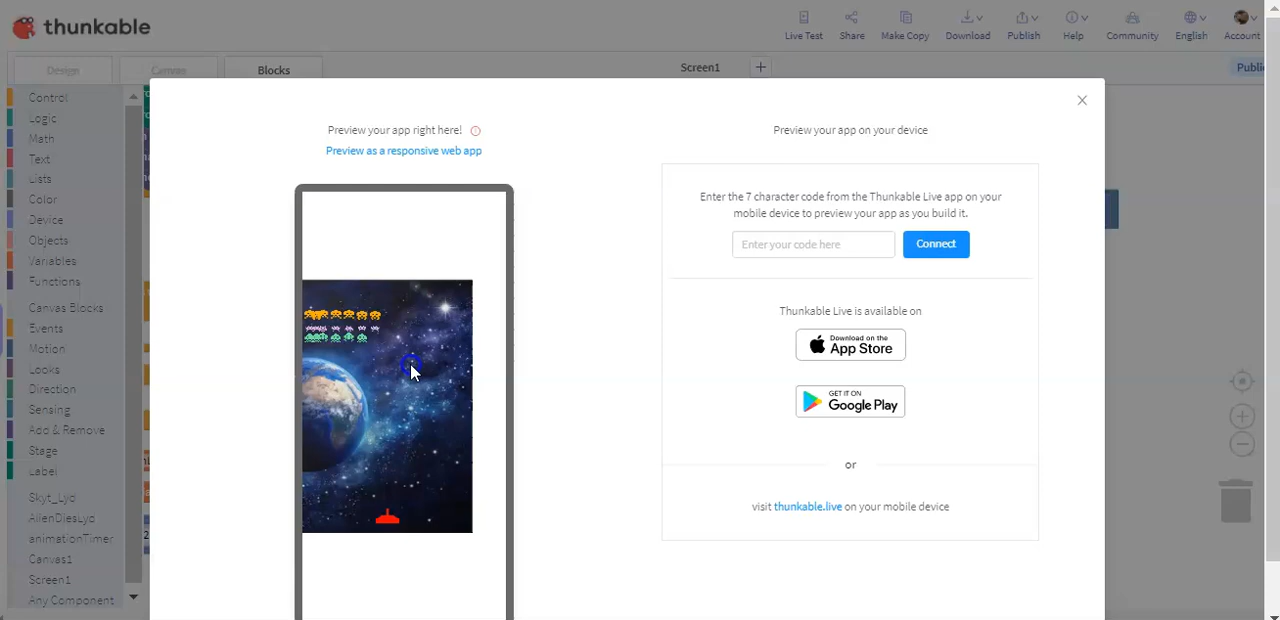 thunkable
Live Test
Share
Make Copy
Download
Publish
Help
Community
English
Account
Design
Canvas
Blocks
Screen1
Public
Control
Logic
Math
Text
Lists
Color
Device
Objects
Variables
Functions
Canvas Blocks
Events
Motion
Looks
Direction
Sensing
Add & Remove
Stage
Label
Skyt_Lyd
AlienDiesLyd
animationTimer
Canvas1
Screen1
Any Component
Preview your app right here!
Preview as a responsive web app
Preview your app on your device
Enter the 7 character code from the Thunkable Live app on your
mobile device to preview your app as you build it.
Enter your code here
Connect
Thunkable Live is available on
Download on the
App Store
GET IT ON
Google Play
or
visit thunkable.live on your mobile device